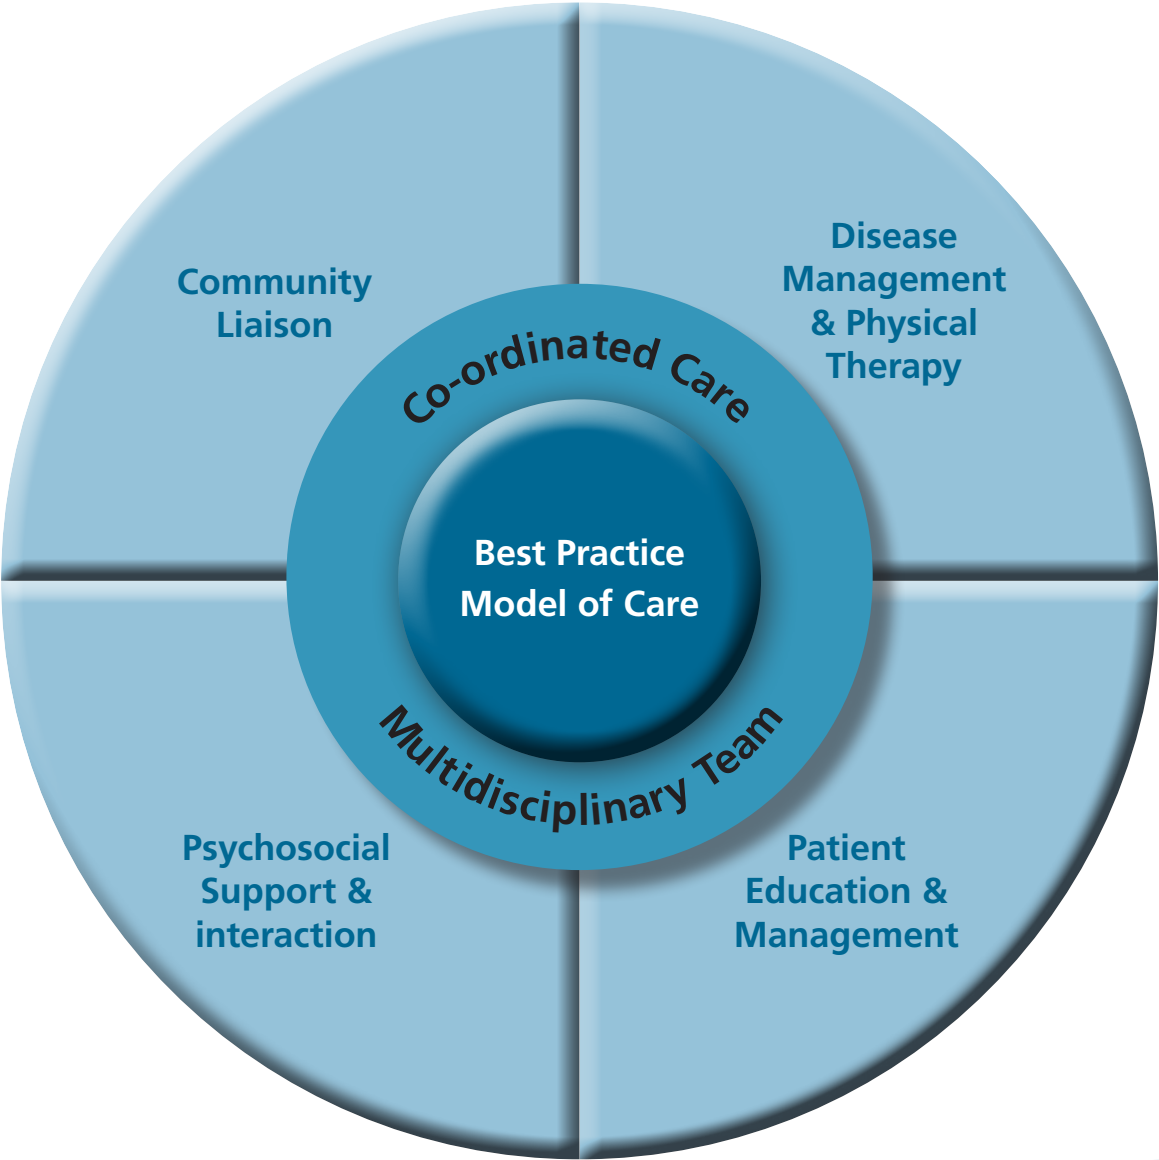 Community
Liaison
Disease
Management
& Physical
Therapy
Co-ordinated Care
Best Practice
Model of Care
Multidisciplinary Team
Psychosocial
Support &
interaction
Patient
Education &
Management